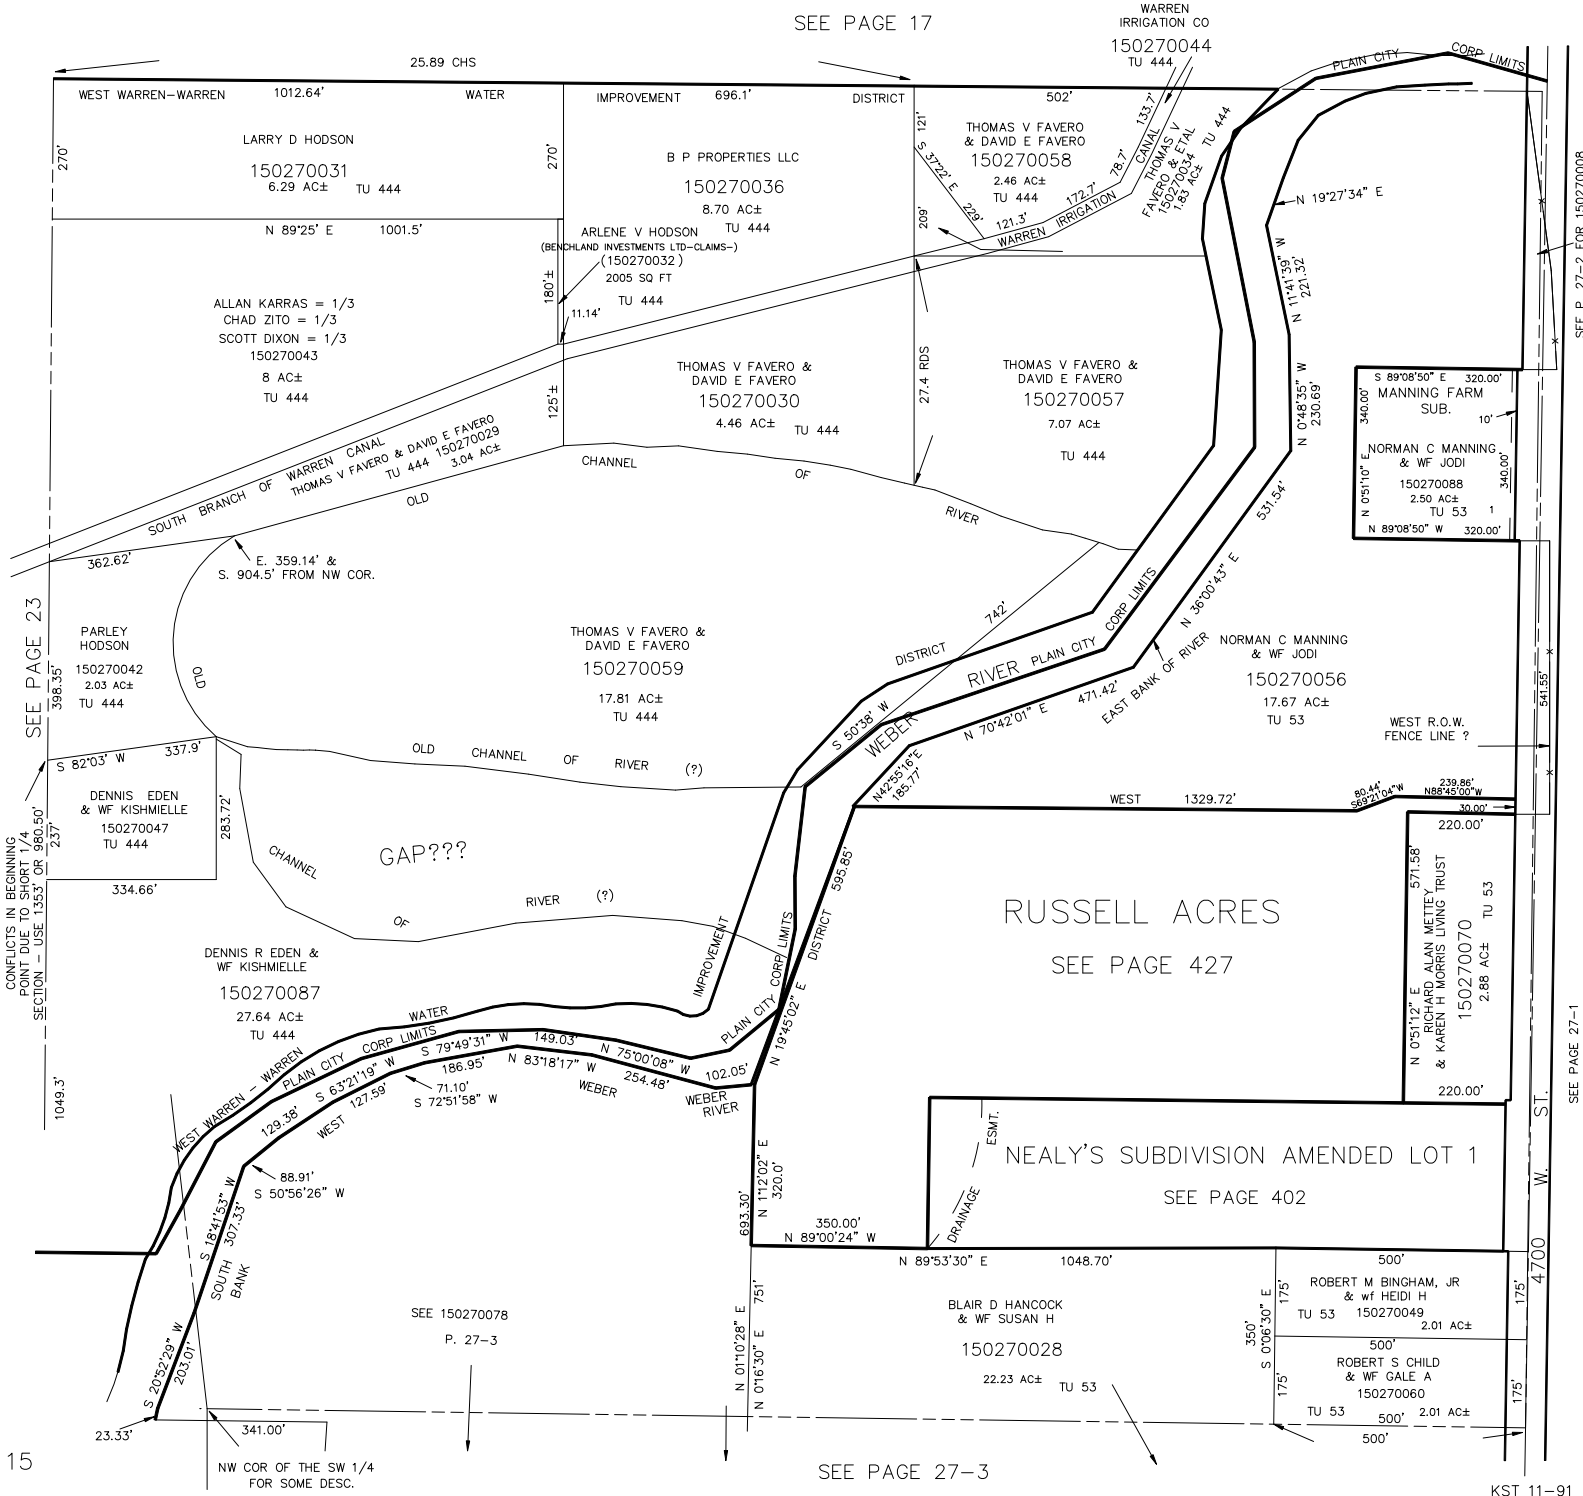 SEE PAGE 17
WARREN
IRRIGATION CO
150270044
TU 444
25.89 CHS
PLAIN CITY CORP LIMITS
WEST WARREN-WARREN
1012.64'
WATER
IMPROVEMENT
696.1'
DISTRICT
502'
270'
LARRY D HODSON
150270031
6.29 AC±
TU 444
270'
B P PROPERTIES LLC
150270036
8.70 AC±
TU 444
121'
S 37°22' E
229'
209'
THOMAS V FAVERO
& DAVID E FAVERO
150270058
2.46 AC±
TU 444
133.7'
78.7'
172.7'
121.3'
WARREN IRRIGATION CANAL
THOMAS V
FAVERO & ETAL
150270034
1.83 AC±
TU 444
N 19°27'34" E
SEE P. 27-2 FOR 150270008
N 89°25' E
1001.5'
ARLENE V HODSON
(BENCHLAND INVESTMENTS LTD-CLAIMS-)
(150270032)
2005 SQ FT
TU 444
180'±
11.14'
N 11°41'39" W
221.32'
ALLAN KARRAS = 1/3
CHAD ZITO = 1/3
SCOTT DIXON = 1/3
150270043
8 AC±
TU 444
125'±
THOMAS V FAVERO &
DAVID E FAVERO
150270030
4.46 AC±
TU 444
27.4 RDS
THOMAS V FAVERO &
DAVID E FAVERO
150270057
7.07 AC±
TU 444
N 0°48'35" W
230.69'
S 89°08'50" E
320.00'
MANNING FARM
SUB.
10'
340.00'
N 0°51'10" E
NORMAN C MANNING
& WF JODI
150270088
2.50 AC±
TU 53
1
340.00'
N 89°08'50" W
320.00'
SOUTH BRANCH OF WARREN CANAL
THOMAS V FAVERO & DAVID E FAVERO
TU 444 150270029
3.04 AC±
OLD
CHANNEL
OF
RIVER
531.54'
362.62'
E. 359.14' &
S. 904.5' FROM NW COR.
SEE PAGE 23
PARLEY
HODSON
150270042
2.03 AC±
TU 444
398.35'
OLD
THOMAS V FAVERO &
DAVID E FAVERO
150270059
17.81 AC±
TU 444
742'
DISTRICT
RIVER
PLAIN CITY
CORP LIMITS
N 36°00'43" E
EAST BANK OF RIVER
NORMAN C MANNING
& WF JODI
150270056
17.67 AC±
TU 53
541.55'
WEST R.O.W.
FENCE LINE ?
S 50°38' W
WEBER
N 70°42'01" E
471.42'
N42°55'16"E
185.77'
S 82°03' W
337.9'
OLD CHANNEL OF RIVER (?)
WEST
1329.72'
80.44'
S69°21'04"W
239.86'
N88°45'00"W
30.00'
220.00'
CONFLICTS IN BEGINNING
POINT DUE TO SHORT 1/4
SECTION - USE 1353' OR 980.50'
237'
DENNIS EDEN
& WF KISHMIELLE
150270047
TU 444
283.72'
334.66'
GAP???
CHANNEL
OF
RIVER
(?)
595.85'
RUSSELL ACRES
SEE PAGE 427
571.58'
N 0°51'12" E
RICHARD ALAN METTEY
& KAREN H MORRIS LIVING TRUST
150270070
2.88 AC±
TU 53
220.00'
SEE PAGE 27-1
DENNIS R EDEN &
WF KISHMIELLE
150270087
27.64 AC±
TU 444
IMPROVEMENT
PLAIN CITY CORP LIMITS
DISTRICT
N 19°45'02" E
WEST WARREN - WARREN
WATER
PLAIN CITY CORP LIMITS
1049.3'
129.38'
S 63°21'19" W
127.59'
WEST
S 79°49'31" W
186.95'
71.10'
S 72°51'58" W
149.03'
N 83°18'17" W
WEBER
N 75°00'08" W
254.48'
102.05'
WEBER
RIVER
88.91'
S 50°56'26" W
S 18°41'53" W
307.33'
SOUTH
BANK
693.30'
N 1°12'02" E
320.0'
ESMT.
DRAINAGE
NEALY'S SUBDIVISION AMENDED LOT 1
SEE PAGE 402
350.00'
N 89°00'24" W
N 89°53'30" E
1048.70'
4700 W. ST.
SEE 150270078
P. 27-3
751'
N 01°10'28" E
N 0°16'30" E
BLAIR D HANCOCK
& WF SUSAN H
150270028
22.23 AC±
TU 53
350'
S 0°06'30" E
500'
175'
ROBERT M BINGHAM, JR
& wf HEIDI H
TU 53 150270049
2.01 AC±
175'
500'
175'
ROBERT S CHILD
& WF GALE A
150270060
TU 53
2.01 AC±
175'
500'
500'
S 20°52'29" W
203.01'
23.33'
341.00'
NW COR OF THE SW 1/4
FOR SOME DESC.
15
SEE PAGE 27-3
KST 11-91